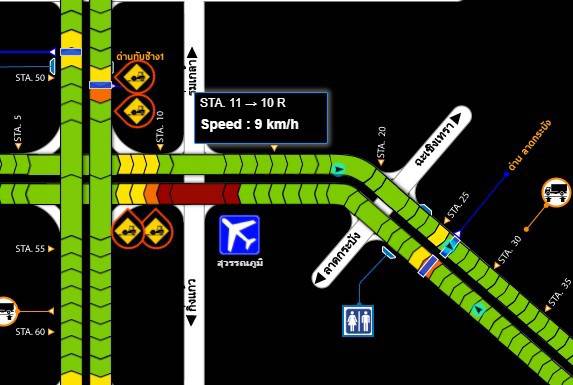 ด่านทับช้าง1
STA. 50
STA. 5
STA. 10
ร่มเกล้า
STA. 11 → 10 R
Speed : 9 km/h
STA. 20
ฉะเชิงเทรา
ด่าน ลาดกระบัง
STA. 25
STA. 30
STA. 35
STA. 55
สุวรรณภูมิ
ลาดกระบัง
กิ่งแก้ว
STA. 60